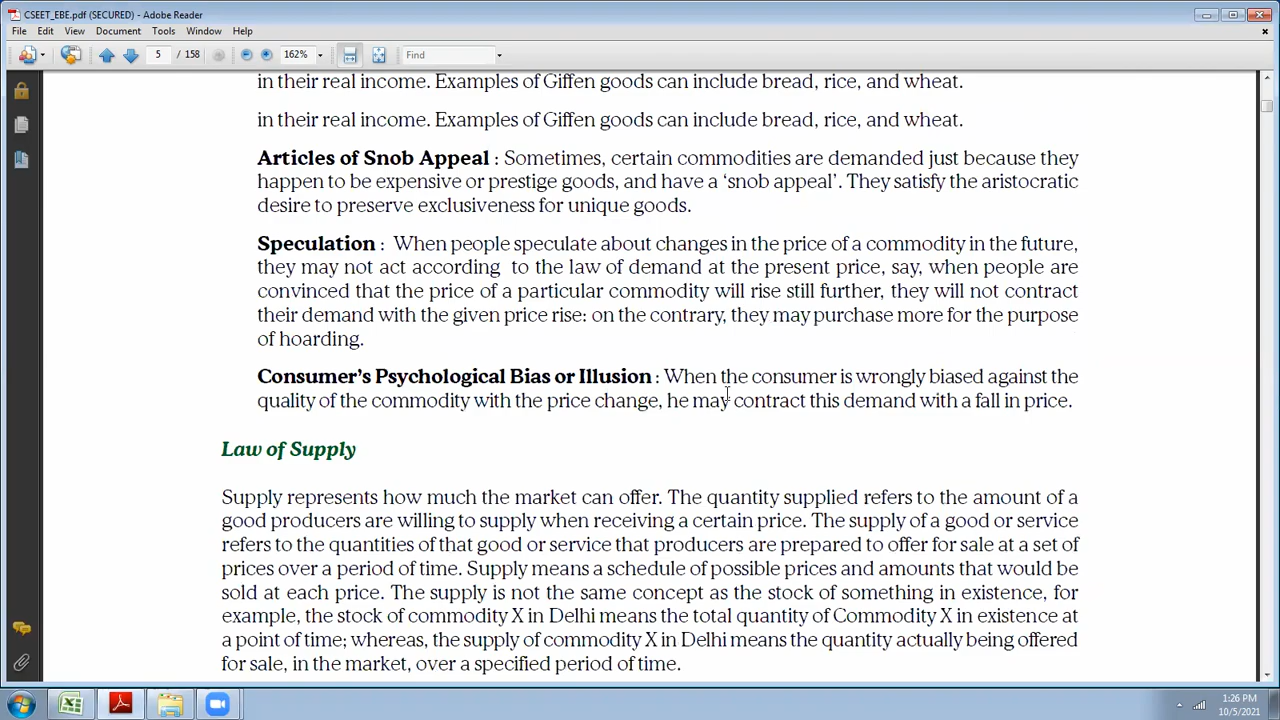 CSEET_EBE.pdf (SECURED) - Adobe Reader
File Edit View Document Tools Window Help
5 / 158 162% Find
in their real income. Examples of Giffen goods can include bread, rice, and wheat.
in their real income. Examples of Giffen goods can include bread, rice, and wheat.
Articles of Snob Appeal : Sometimes, certain commodities are demanded just because they
happen to be expensive or prestige goods, and have a ‘snob appeal’. They satisfy the aristocratic
desire to preserve exclusiveness for unique goods.
Speculation : When people speculate about changes in the price of a commodity in the future,
they may not act according to the law of demand at the present price, say, when people are
convinced that the price of a particular commodity will rise still further, they will not contract
their demand with the given price rise: on the contrary, they may purchase more for the purpose
of hoarding.
Consumer’s Psychological Bias or Illusion : When the consumer is wrongly biased against the
quality of the commodity with the price change, he may contract this demand with a fall in price.
Law of Supply
Supply represents how much the market can offer. The quantity supplied refers to the amount of a
good producers are willing to supply when receiving a certain price. The supply of a good or service
refers to the quantities of that good or service that producers are prepared to offer for sale at a set of
prices over a period of time. Supply means a schedule of possible prices and amounts that would be
sold at each price. The supply is not the same concept as the stock of something in existence, for
example, the stock of commodity X in Delhi means the total quantity of Commodity X in existence at
a point of time; whereas, the supply of commodity X in Delhi means the quantity actually being offered
for sale, in the market, over a specified period of time.
1:26 PM
10/5/2021